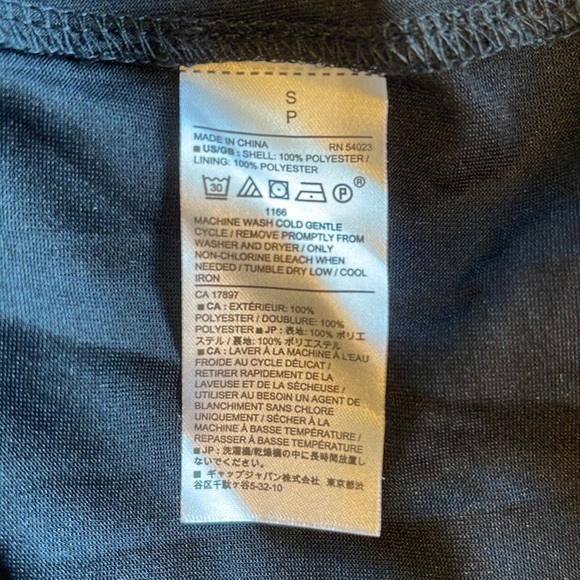 S
P
MADE IN CHINA RN 54023
■ US/GB: SHELL: 100% POLYESTER /
LINING: 100% POLYESTER
30 P ®
1166
MACHINE WASH COLD GENTLE
CYCLE / REMOVE PROMPTLY FROM
WASHER AND DRYER / ONLY
NON-CHLORINE BLEACH WHEN
NEEDED / TUMBLE DRY LOW / COOL
IRON
CA 17897
■ CA : EXTÉRIEUR: 100%
POLYESTER / DOUBLURE: 100%
POLYESTER ■ JP : 表地: 100% ポリエ
ステル / 裏地: 100% ポリエステル
■ CA : LAVER À LA MACHINE À L'EAU
FROIDE AU CYCLE DÉLICAT /
RETIRER RAPIDEMENT DE LA
LAVEUSE ET DE LA SÉCHEUSE /
UTILISER AU BESOIN UN AGENT DE
BLANCHIMENT SANS CHLORE
UNIQUEMENT / SÉCHER À LA
MACHINE À BASSE TEMPÉRATURE /
REPASSER À BASSE TEMPÉRATURE
■ JP : 洗濯機/乾燥機の中に長時間放置し
ないでください。
■ ギャップジャパン株式会社 東京都渋
谷区千駄ヶ谷5-32-10